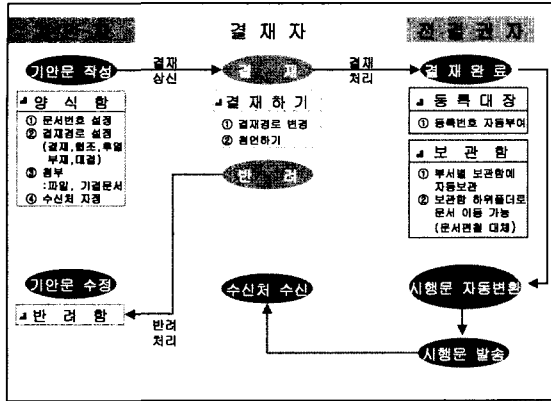 결 재 자
전 결 권 자
기안문 작성
결재
상신
결 재
결재
처리
결 재 완 료
양 식 함
① 문서번호 설정
② 결재경로 설정
(결재,협조,후열
부재,대결)
③ 첨부
:파일, 기결문서
④ 수신처 지정
결 재 하 기
① 결재경로 변경
② 첨언하기
등 록 대 장
① 등록번호 자동부여
보 관 함
① 부서별 보관함에
자동보관
② 보관함 하위폴더로
문서 이동 가능
(문서편철 대체)
반 려
기안문 수정
반 려 함
반려
처리
수신처 수신
시행문 자동변환
시행문 발송